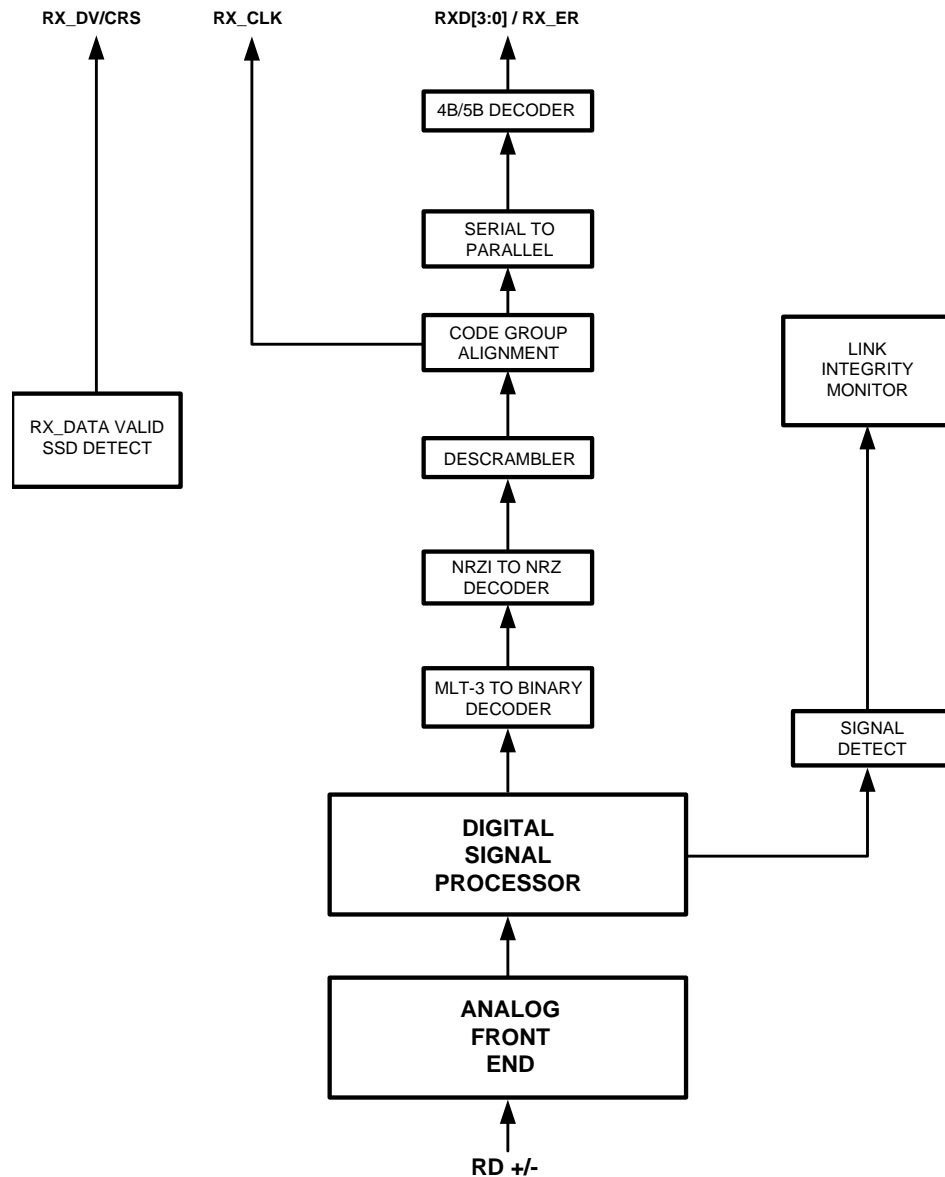 RX_DV/CRS
RX_CLK
RXD[3:0] / RX_ER
4B/5B DECODER
SERIAL TO
PARALLEL
CODE GROUP
ALIGNMENT
LINK
INTEGRITY
MONITOR
RX_DATA VALID
SSD DETECT
DESCRAMBLER
NRZI TO NRZ
DECODER
MLT-3 TO BINARY
DECODER
SIGNAL
DETECT
DIGITAL
SIGNAL
PROCESSOR
ANALOG
FRONT
END
RD +/-